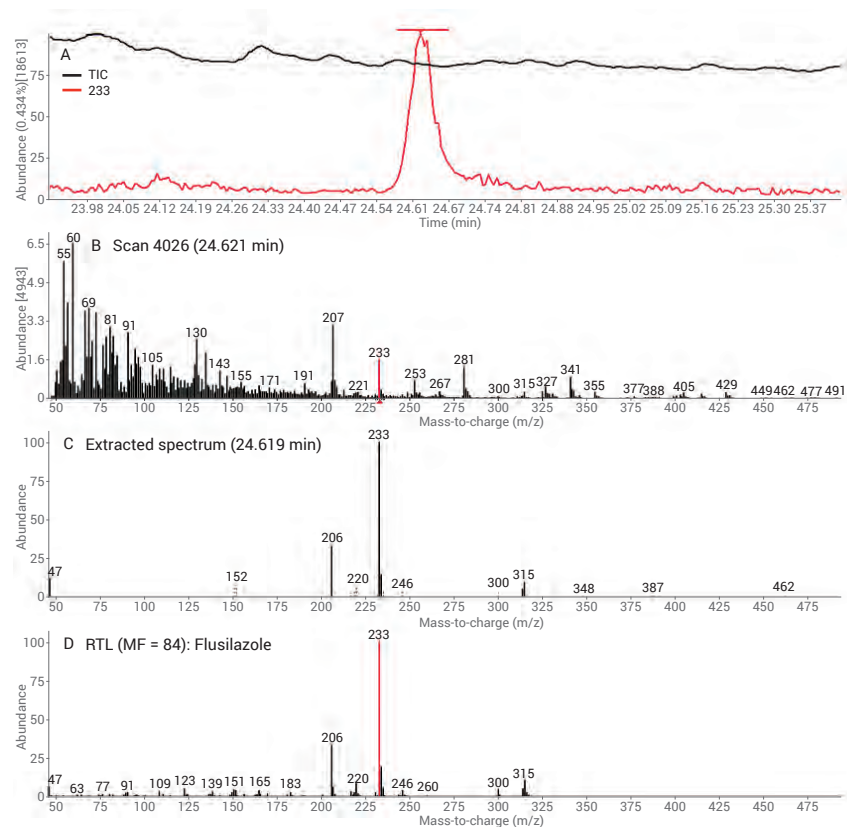 A
TIC
233
Abundance (0.434%)[18613]
75
50
25
0
23.98 24.05 24.12 24.19 24.26 24.33 24.40 24.47 24.54 24.61 24.67 24.74 24.81 24.88 24.95 25.02 25.09 25.16 25.23 25.30 25.37
Time (min)
B Scan 4026 (24.621 min)
Abundance [4943]
6.5
4.9
3.3
1.6
0
55 60 69 81 91 105 130 143 155 171 191 207 221 233 253 267 281 300 315 327 341 355 377 388 405 429 449 462 477 491
50 75 100 125 150 175 200 225 250 275 300 325 350 375 400 425 450 475
Mass-to-charge (m/z)
C Extracted spectrum (24.619 min)
Abundance
100
75
50
25
0
47 152 206 220 233 246 300 315 348 387 462
50 75 100 125 150 175 200 225 250 275 300 325 350 375 400 425 450 475
Mass-to-charge (m/z)
D RTL (MF = 84): Flusilazole
Abundance
100
75
50
25
0
47 63 77 91 109 123 139 151 165 183 206 220 233 246 260 300 315
50 75 100 125 150 175 200 225 250 275 300 325 350 375 400 425 450 475
Mass-to-charge (m/z)